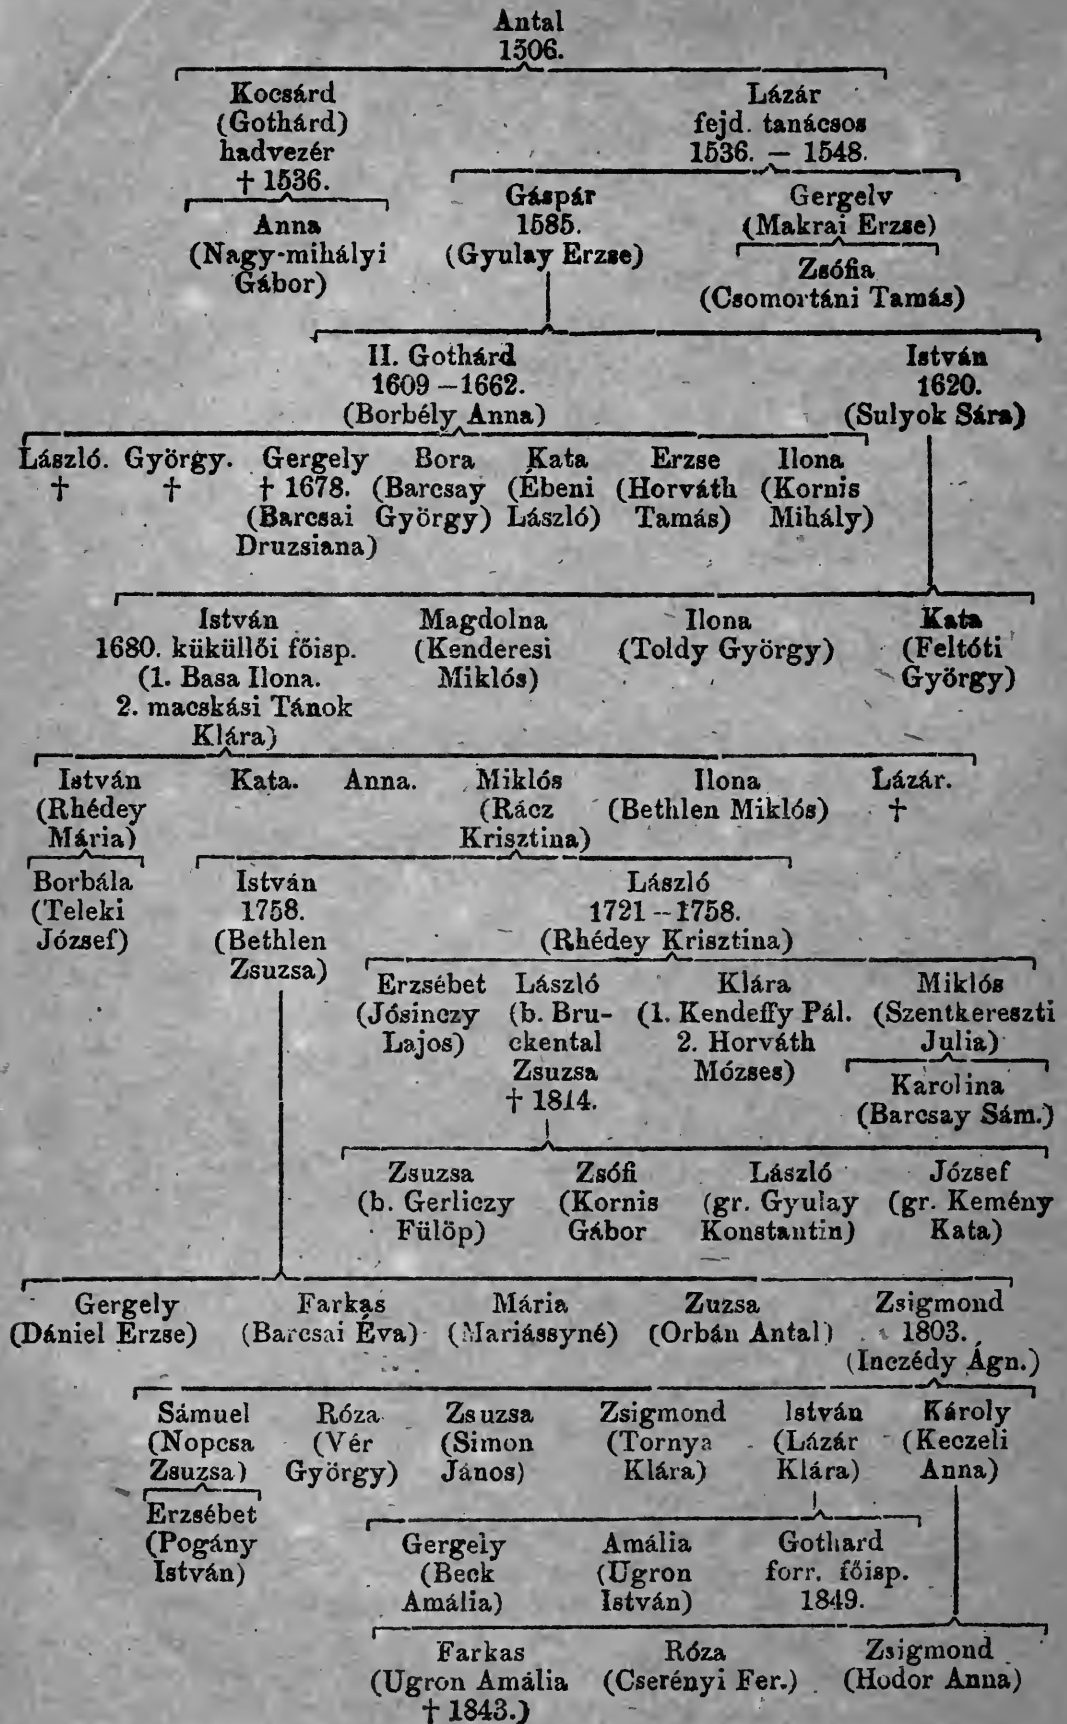 Antal
1506.
Kocsárd
(Gothárd)
hadvezér
† 1536.
Lázár
fejd. tanácsos
1536. — 1548.
Anna
(Nagy-mihályi
Gábor)
Gáspár
1585.
(Gyulay Erzse)
Gergelv
(Makrai Erzse)
Zsófia
(Csomortáni Tamás)
II. Gothárd
1609 – 1662.
(Borbély Anna)
István
1620.
(Sulyok Sára)
László.
†
György.
†
Gergely
† 1678.
(Barcsai
Druzsiana)
Bora
(Barcsay
György)
Kata
(Ébeni
László)
Erzse
(Horváth
Tamás)
Ilona
(Kornis
Mihály)
István
1680. küküllői főisp.
(1. Basa Ilona.
2. macskási Tánok
Klára)
Magdolna
(Kenderesi
Miklós)
Ilona
(Toldy György)
Kata
(Feltóti
György)
István
(Rhédey
Mária)
Kata.
Anna.
Miklós
(Rácz
Krisztina)
Ilona
(Bethlen Miklós)
Lázár.
†
Borbála
(Teleki
József)
István
1758.
(Bethlen
Zsuzsa)
László
1721 – 1758.
(Rhédey Krisztina)
Erzsébet
(Jósinczy
Lajos)
László
(b. Bru-
ckental
Zsuzsa
† 1814.
Klára
(1. Kendeffy Pál.
2. Horváth
Mózses)
Miklós
(Szentkereszti
Julia)
Karolina
(Barcsay Sám.)
Zsuzsa
(b. Gerliczy
Fülöp)
Zsófi
(Kornis
Gábor
László
(gr. Gyulay
Konstantin)
József
(gr. Kemény
Kata)
Gergely
(Dániel Erzse)
Farkas
(Barcsai Éva)
Mária
(Mariássyné)
Zuzsa
(Orbán Antal)
Zsigmond
1803.
(Inczédy Ágn.)
Sámuel
(Nopcsa
Zsuzsa)
Róza
(Vér
György)
Zsuzsa
(Simon
János)
Zsigmond
(Tornya
Klára)
István
(Lázár
Klára)
Károly
(Keczeli
Anna)
Erzsébet
(Pogány
István)
Gergely
(Beck
Amália)
Amália
(Ugron
István)
Gothard
forr. főisp.
1849.
Farkas
(Ugron Amália
† 1843.)
Róza
(Cserényi Fer.)
Zsigmond
(Hodor Anna)